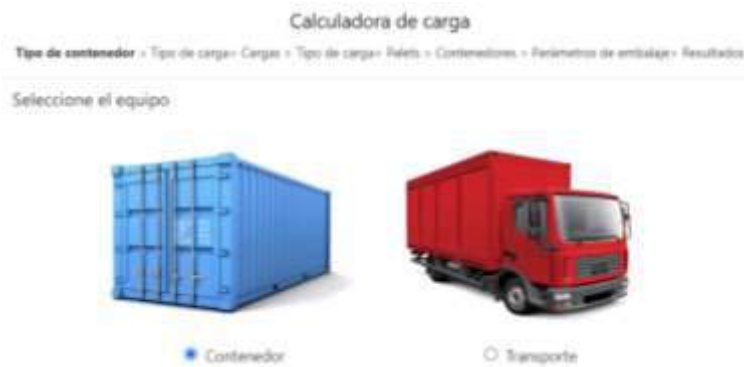 Calculadora de carga
Tipo de contenedor » Tipo de carga» Cargas » Tipo de carga» Palets » Contenedores » Parámetros de embalaje» Resultados
Seleccione el equipo
Contenedor
Transporte